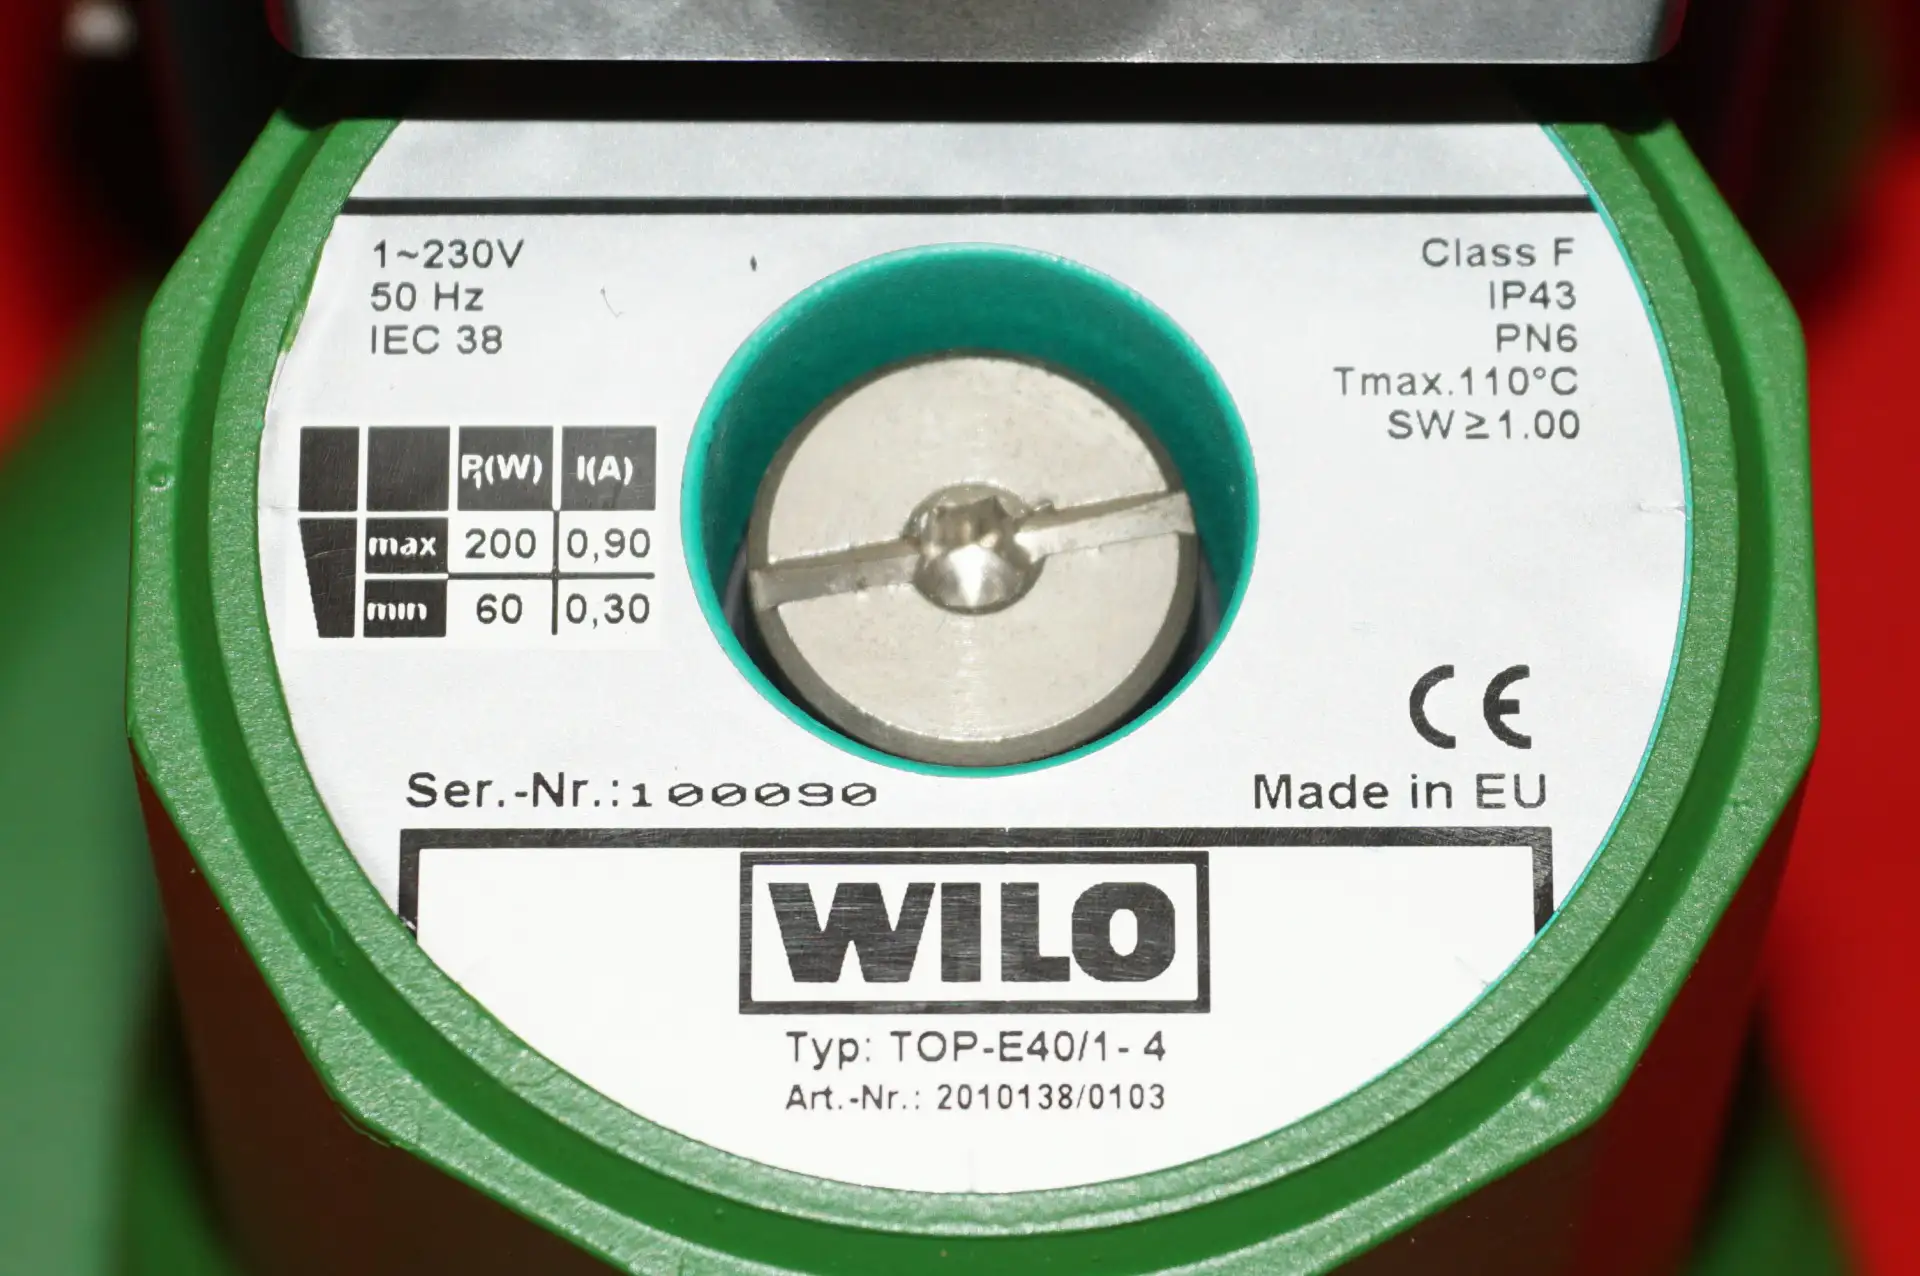 1~230V
50 Hz
IEC 38
Class F
IP43
PN6
Tmax.110°C
SW≥1.00
P1(W) I(A)
max 200 0,90
min 60 0,30
CE
Ser.-Nr.:100090
Made in EU
WILO
Typ: TOP-E40/1- 4
Art.-Nr.: 2010138/0103